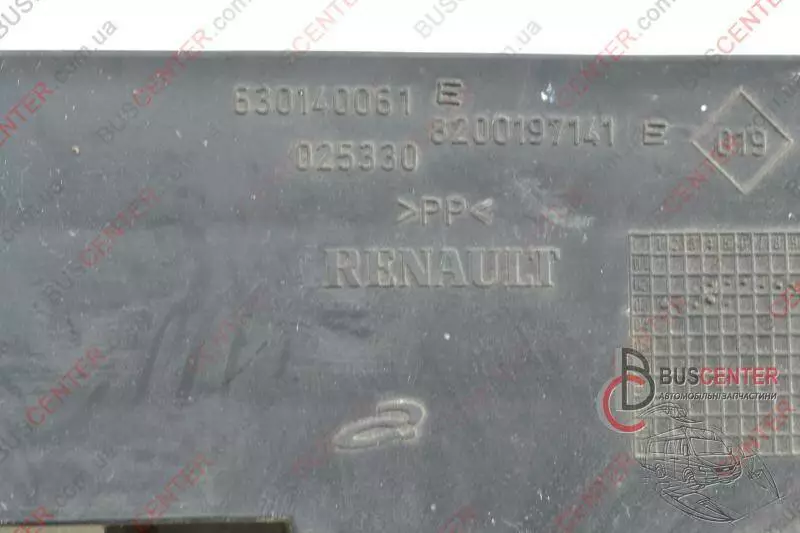 630140061 E
8200197141 E
019
025330
>PP<
RENAULT
BUSCENTER
АВТОМОБІЛЬНІ ЗАПЧАСТИНИ